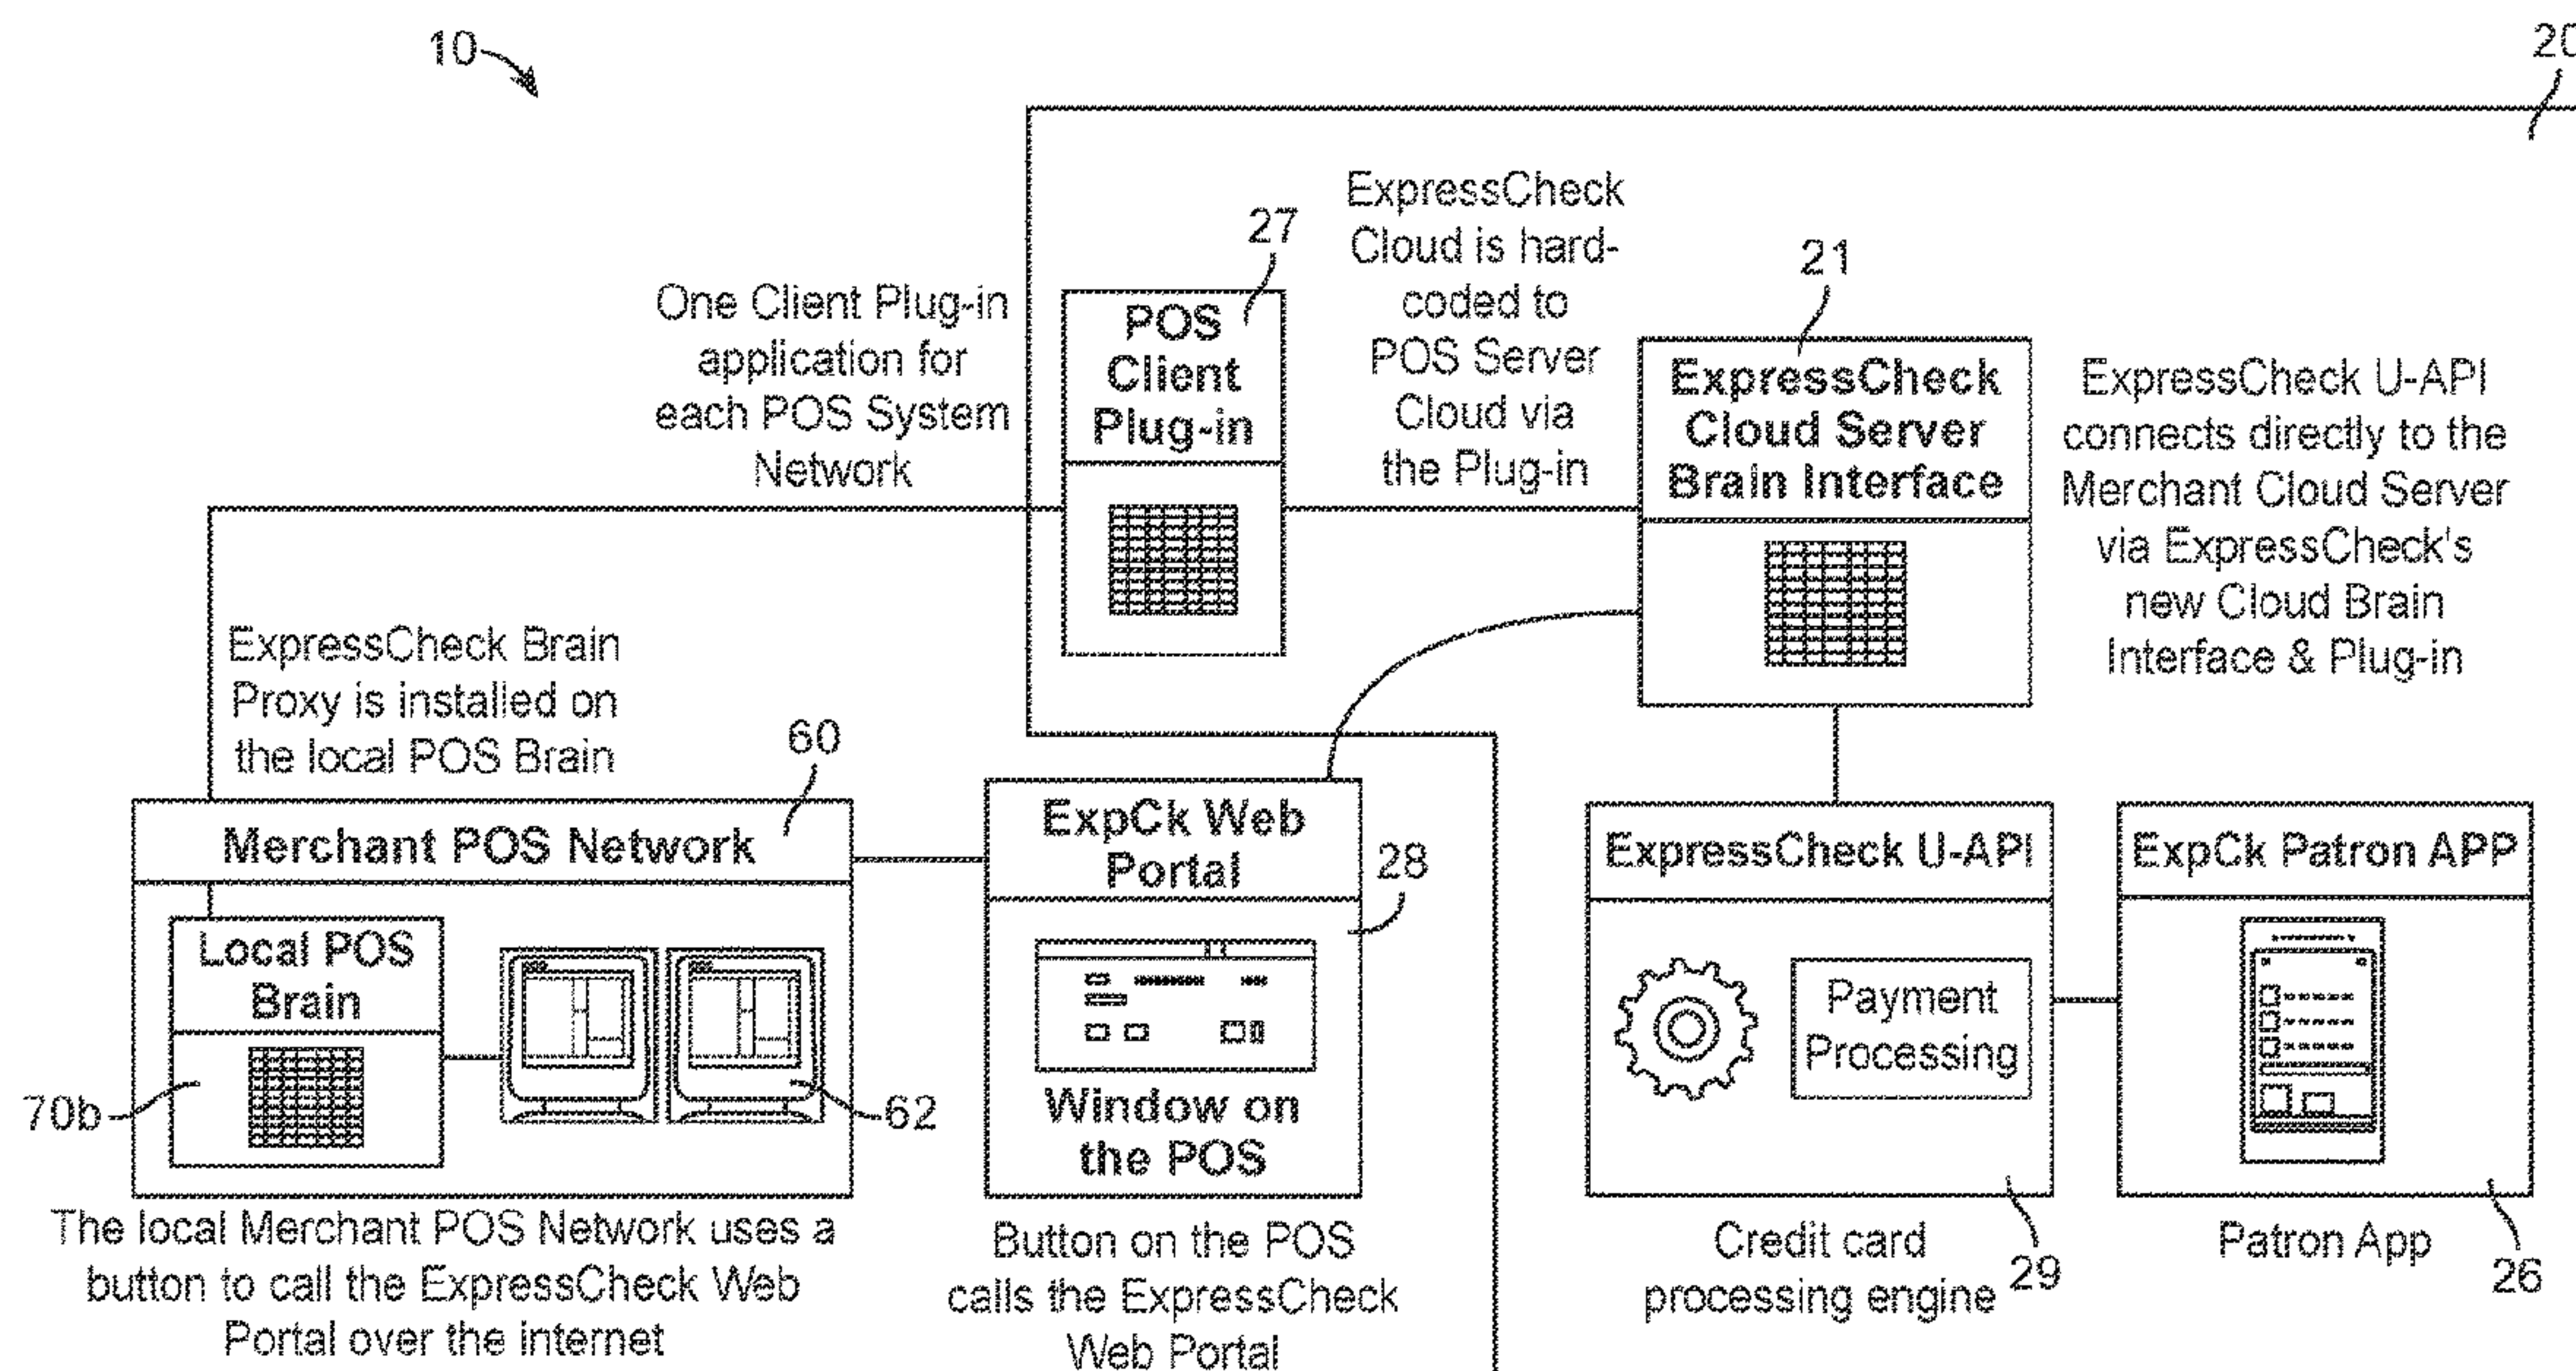 10
20
27
ExpressCheck
Cloud is hard-
coded to
POS Server
Cloud via
the Plug-in
21
One Client Plug-in
application for
each POS System
Network
POS
Client
Plug-in
ExpressCheck
Cloud Server
Brain Interface
ExpressCheck U-API
connects directly to the
Merchant Cloud Server
via ExpressCheck's
new Cloud Brain
Interface & Plug-in
ExpressCheck Brain
Proxy is installed on
the local POS Brain
60
Merchant POS Network
Local POS
Brain
70b
62
ExpCk Web
Portal
28
Window on
the POS
ExpressCheck U-API
Payment
Processing
29
ExpCk Patron APP
26
The local Merchant POS Network uses a
button to call the ExpressCheck Web
Portal over the internet
Button on the POS
calls the ExpressCheck
Web Portal
Credit card
processing engine
Patron App